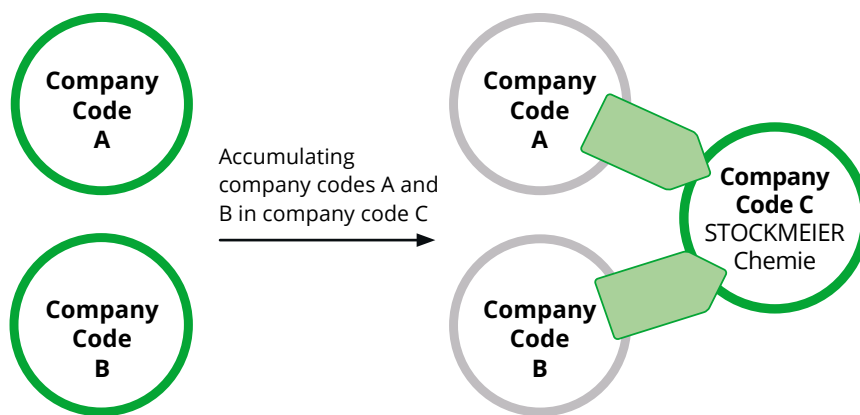 Company
Code
A
Company
Code
B
Accumulating
company codes A and
B in company code C
Company
Code
A
Company
Code
B
Company
Code C
STOCKMEIER
Chemie